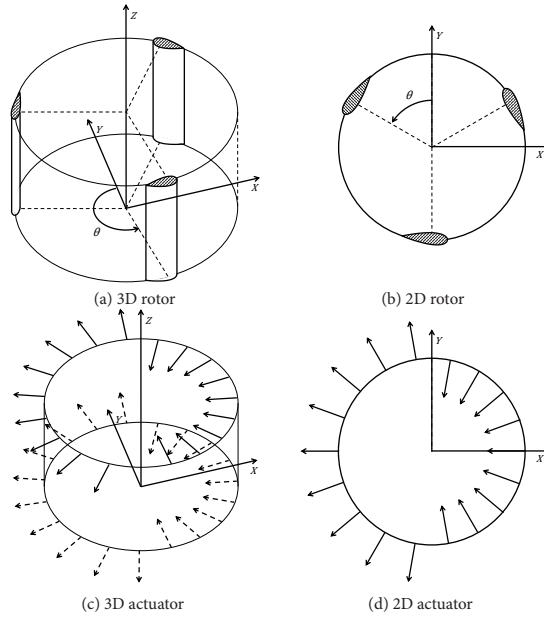 Z
Y
X
θ
(a) 3D rotor
Y
θ
X
(b) 2D rotor
Z
Y
X
(c) 3D actuator
Y
X
(d) 2D actuator